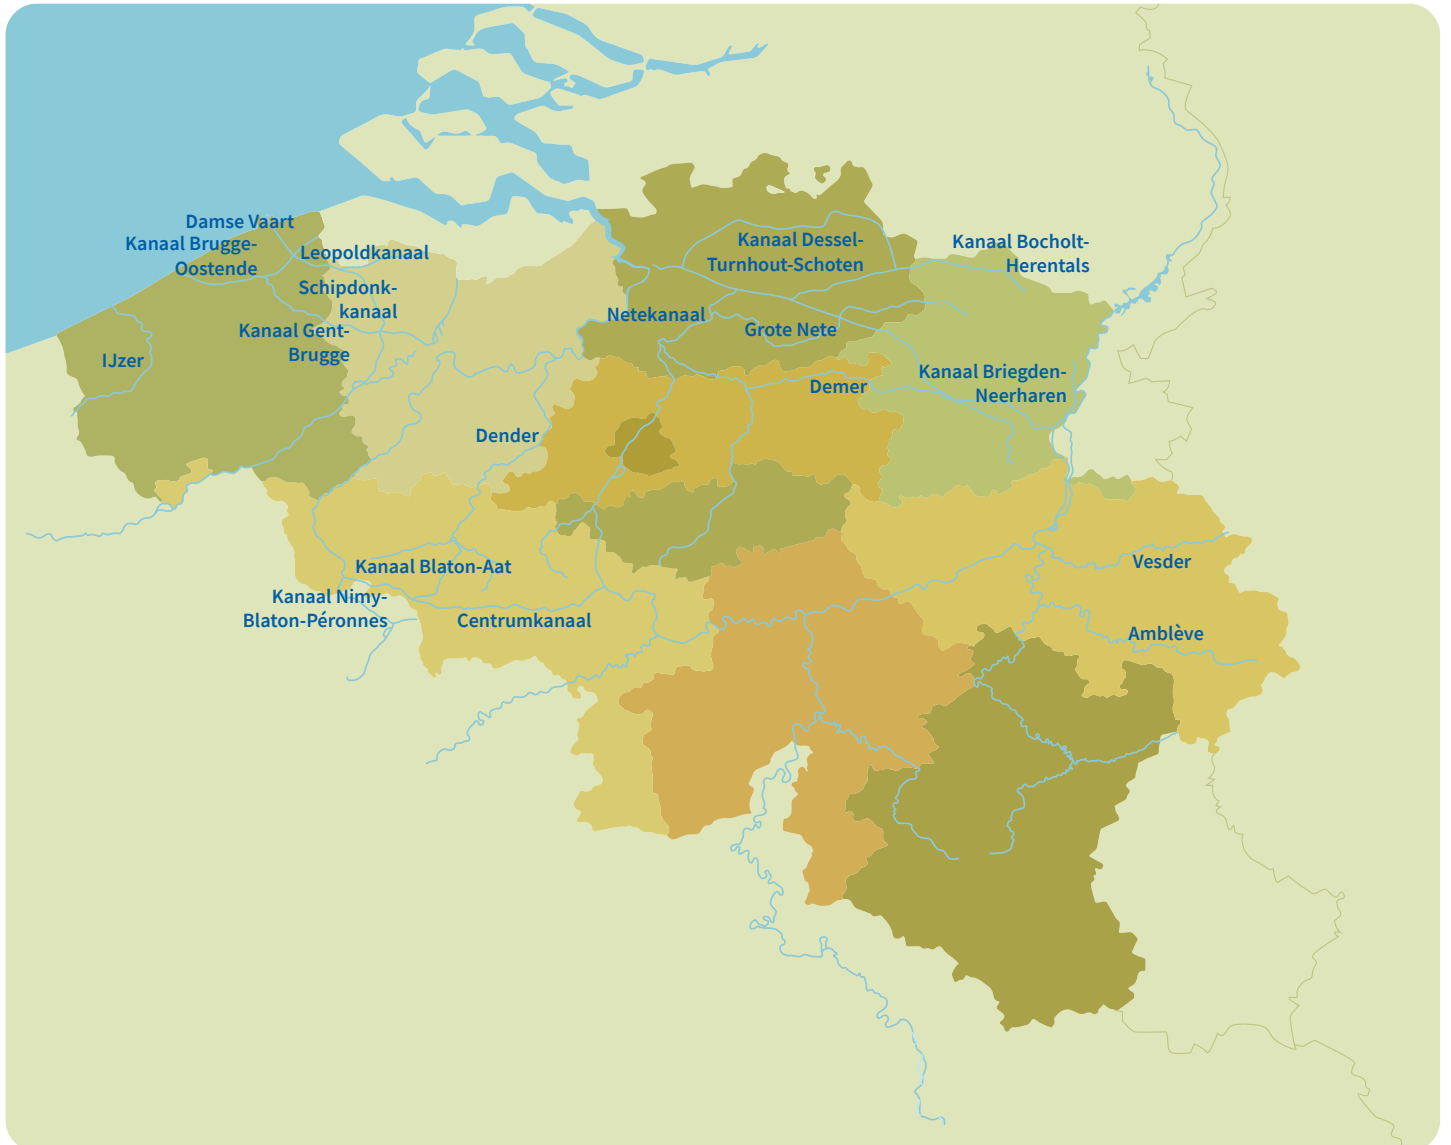 Damse Vaart
Kanaal Brugge-
Oostende
Leopoldkanaal
Schipdonk-
kanaal
Kanaal Gent-
Brugge
IJzer
Kanaal Dessel-
Turnhout-Schoten
Kanaal Bocholt-
Herentals
Netekanaal
Grote Nete
Demer
Kanaal Briegden-
Neerharen
Dender
Kanaal Blaton-Aat
Kanaal Nimy-
Blaton-Péronnes
Centrumkanaal
Vesder
Amblève